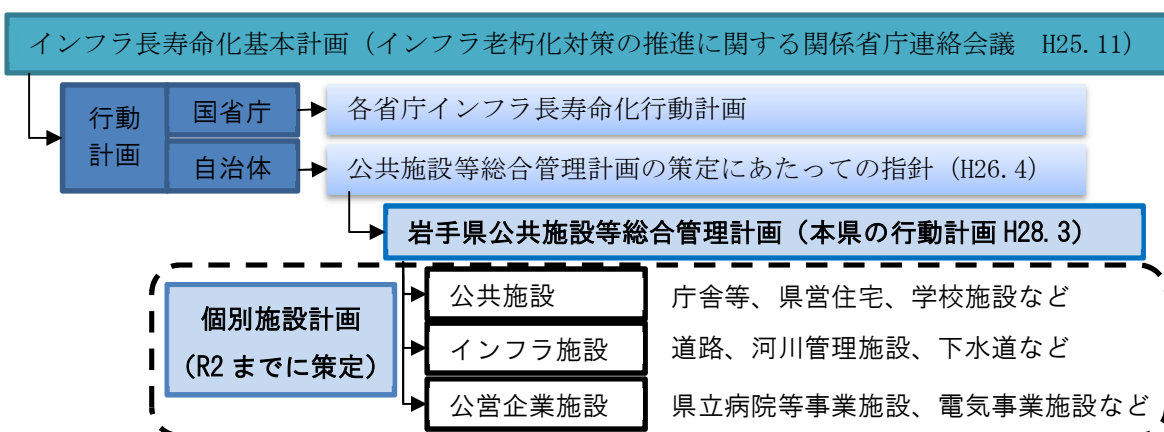 インフラ長寿命化基本計画（インフラ老朽化対策の推進に関する関係省庁連絡会議　H25.11）
行動
計画
国省庁
各省庁インフラ長寿命化行動計画
自治体
公共施設等総合管理計画の策定にあたっての指針（H26.4）
岩手県公共施設等総合管理計画（本県の行動計画 H28.3）
個別施設計画
（R2 までに策定）
公共施設
庁舎等、県営住宅、学校施設など
インフラ施設
道路、河川管理施設、下水道など
公営企業施設
県立病院等事業施設、電気事業施設など